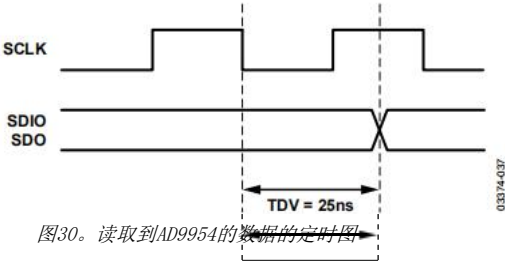 SCLK
SDIO
SDO
TDV = 25ns
03374-037
图30。读取到AD9954的数据的定时图